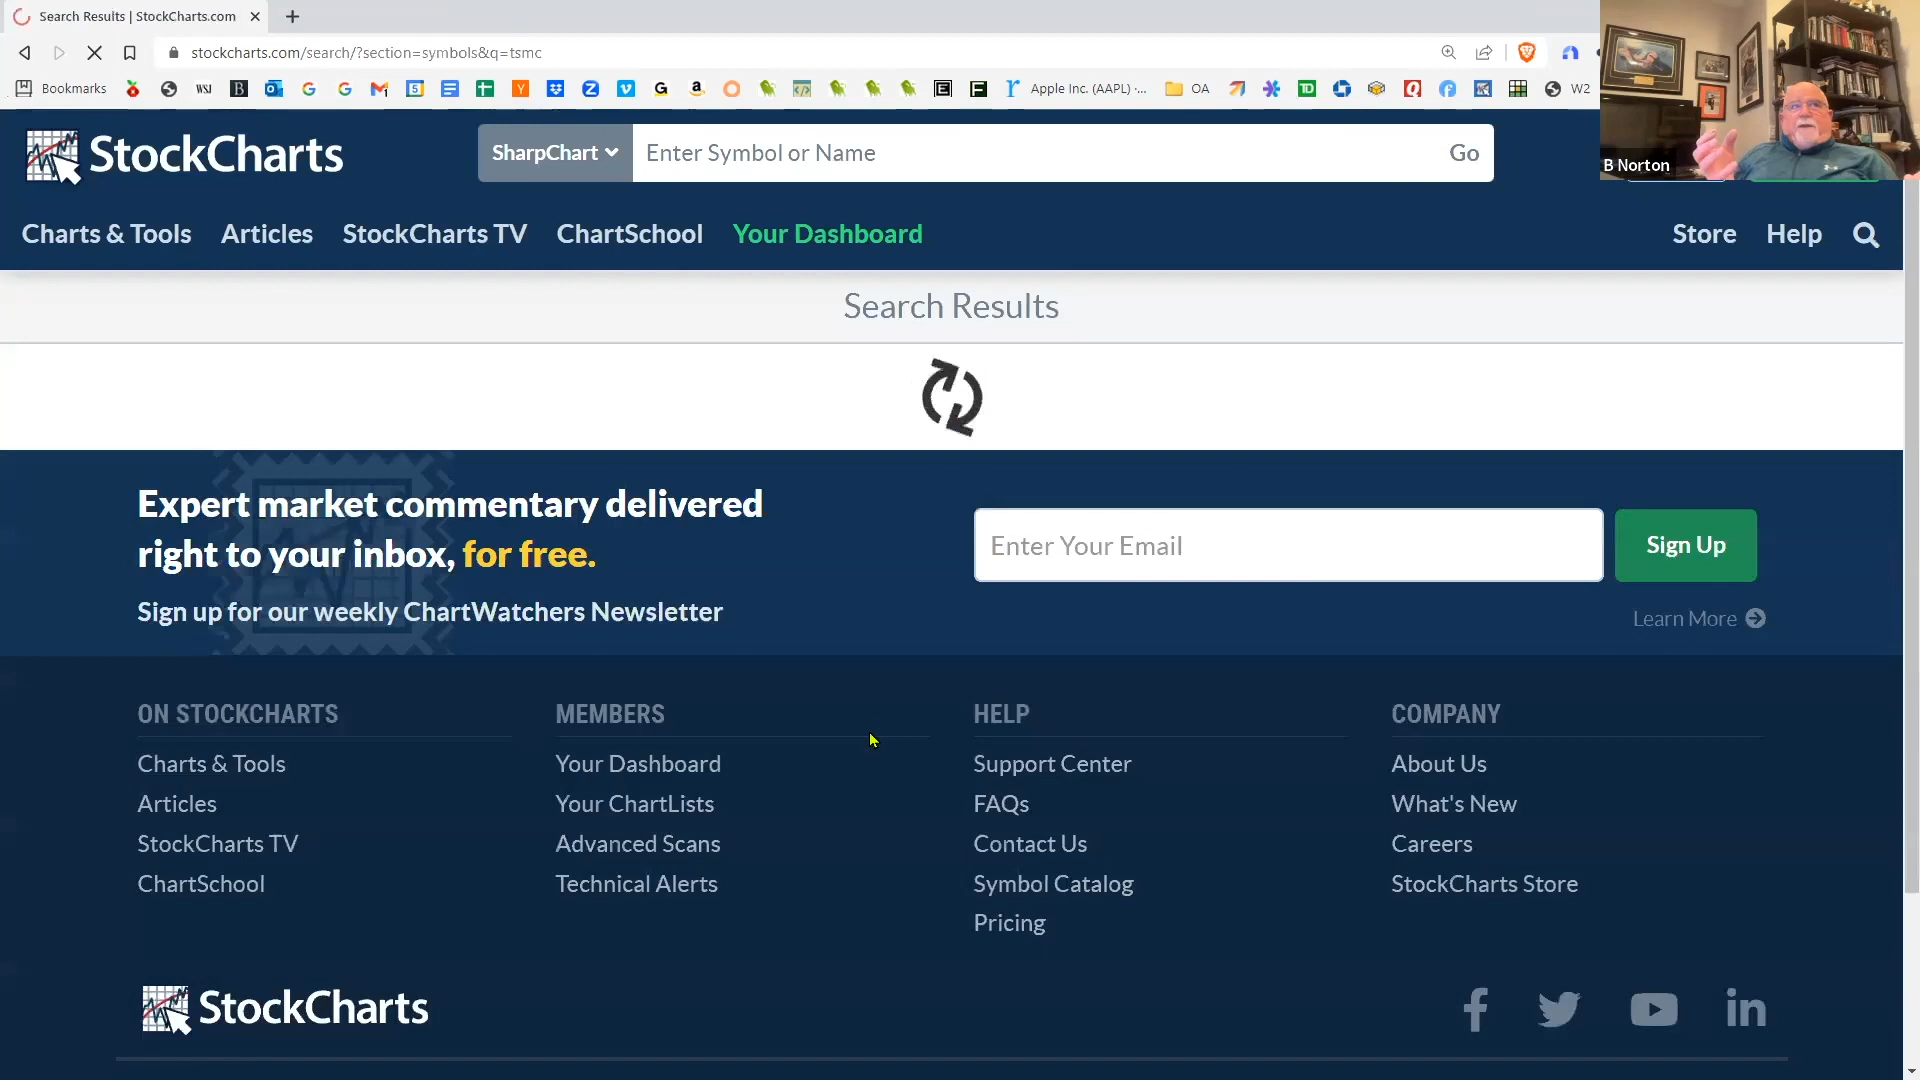 Search Results | StockCharts.com
stockcharts.com/search/?section=symbols&q=tsmc
Bookmarks
WSJ
Apple Inc. (AAPL) -...
OA
W2
B Norton
StockCharts
SharpChart
Enter Symbol or Name
Go
Charts & Tools
Articles
StockCharts TV
ChartSchool
Your Dashboard
Store
Help
Search Results
Expert market commentary delivered
right to your inbox, for free.
Sign up for our weekly ChartWatchers Newsletter
Enter Your Email
Sign Up
Learn More
ON STOCKCHARTS
Charts & Tools
Articles
StockCharts TV
ChartSchool
MEMBERS
Your Dashboard
Your ChartLists
Advanced Scans
Technical Alerts
HELP
Support Center
FAQs
Contact Us
Symbol Catalog
Pricing
COMPANY
About Us
What's New
Careers
StockCharts Store
StockCharts